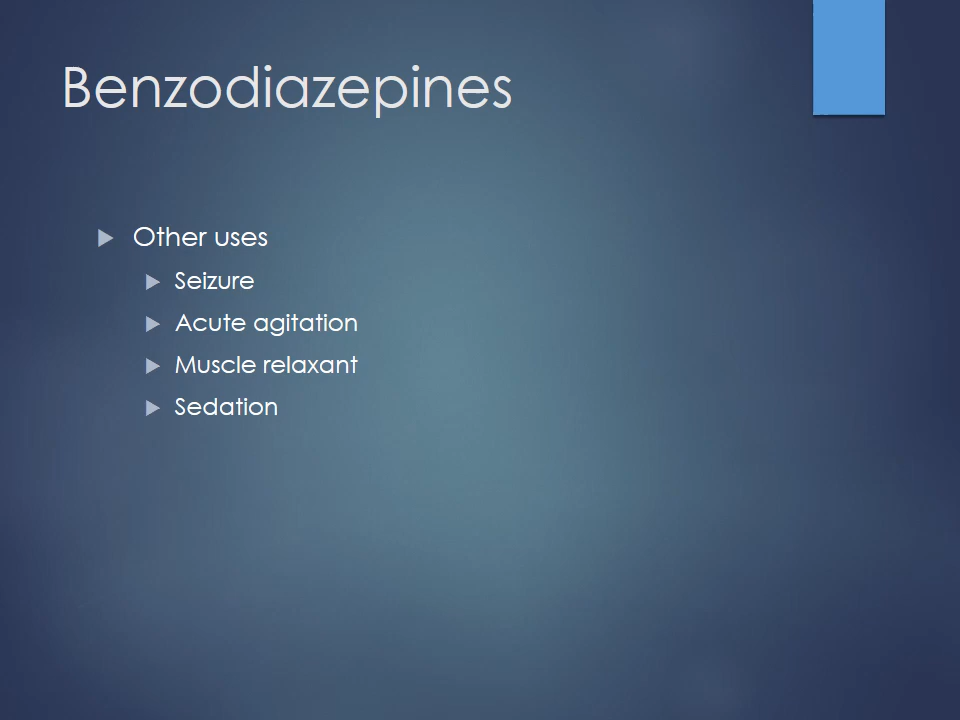 Benzodiazepines
Other uses
Seizure
Acute agitation
Muscle relaxant
Sedation